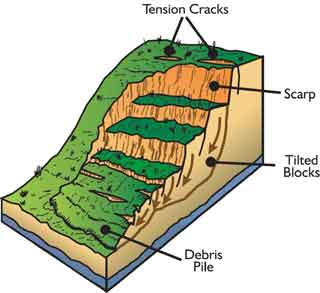 Tension Cracks
Scarp
Tilted
Blocks
Debris
Pile